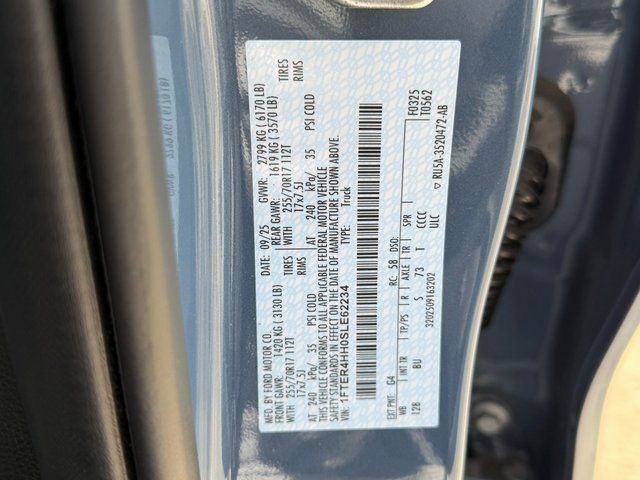 MFD. BY FORD MOTOR CO.
DATE: 09/25
GVWR: 2799 KG ( 6170 LB)
FRONT GAWR: 1420 KG ( 3130 LB)
REAR GAWR: 1619 KG ( 3570 LB)
WITH 255/70R17 112T TIRES
WITH 255/70R17 112T TIRES
17x7.5J RIMS
17x7.5J RIMS
AT 240 kPa/ 35 PSI COLD
AT 240 kPa/ 35 PSI COLD
THIS VEHICLE CONFORMS TO ALL APPLICABLE FEDERAL MOTOR VEHICLE
SAFETY STANDARDS IN EFFECT ON THE DATE OF MANUFACTURE SHOWN ABOVE.
VIN: 1FTER4HH0SLE62234
TYPE: Truck
F0325
T0562
EXT PNT: G4
RC: 58 DSO:
WB INT TR TP/PS R AXLE TR SPR
128 BU S 73 T CCCC
ULC
3202509163202
RU5A-3520472-AB